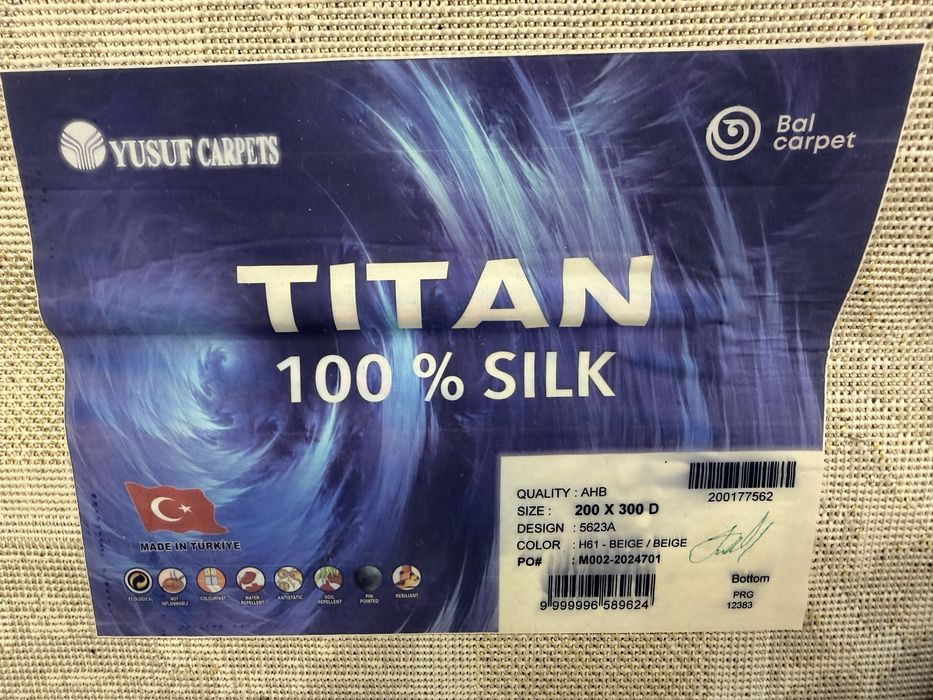 YUSUF CARPETS
Bal
carpet
TITAN
100 % SILK
MADE IN TURKIYE
ECOLOGICAL
NOT
INFLAMMABLE
COLOURFAST
WATER
REPELLENT
ANTISTATIC
SOIL
REPELLENT
PIN
POINTED
RESILIANT
200177562
QUALITY : AHB
SIZE : 200 X 300 D
DESIGN : 5623A
COLOR : H61 - BEIGE / BEIGE
PO# : M002-2024701
9 999996 589624
Bottom
PRG
12383